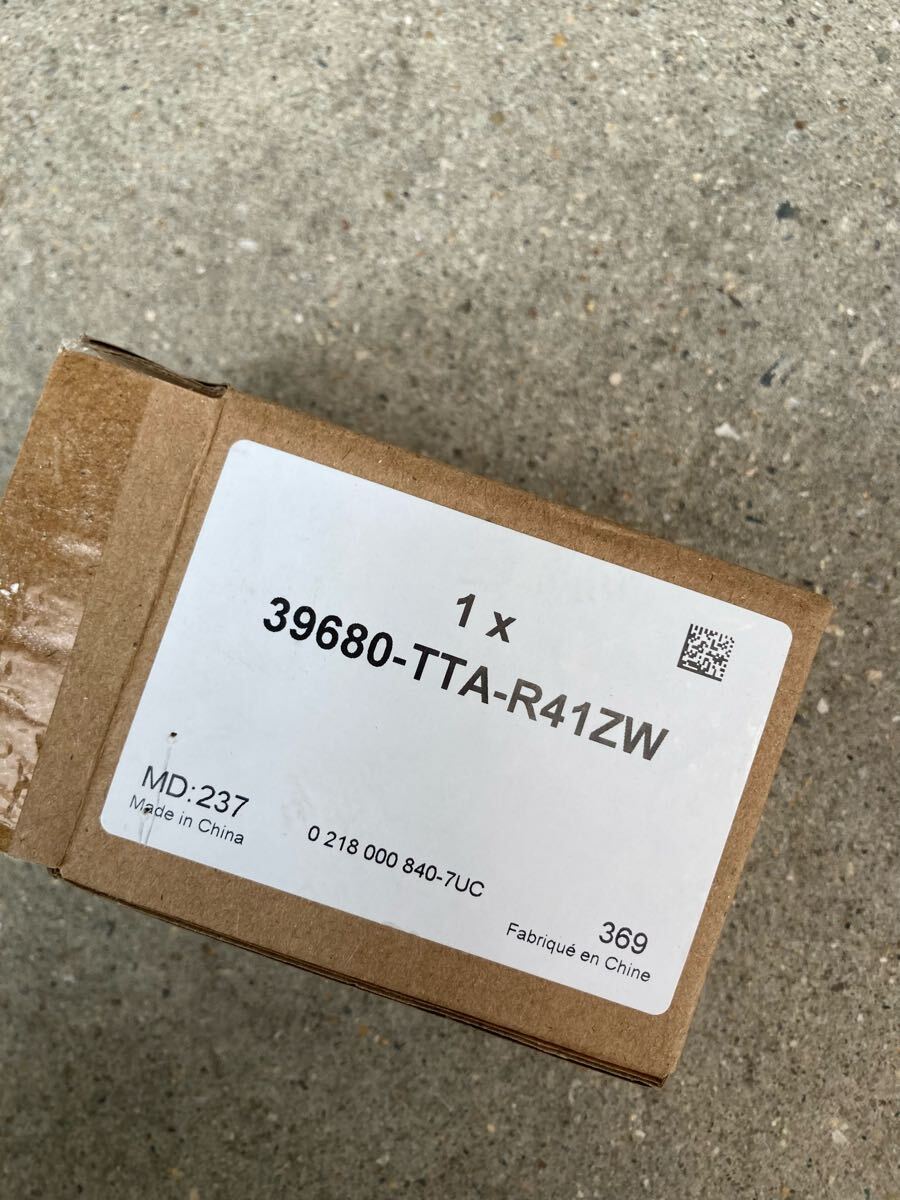 1 x
39680-TTA-R41ZW
MD:237
Made in China
0 218 000 840-7UC
369
Fabriqué en Chine